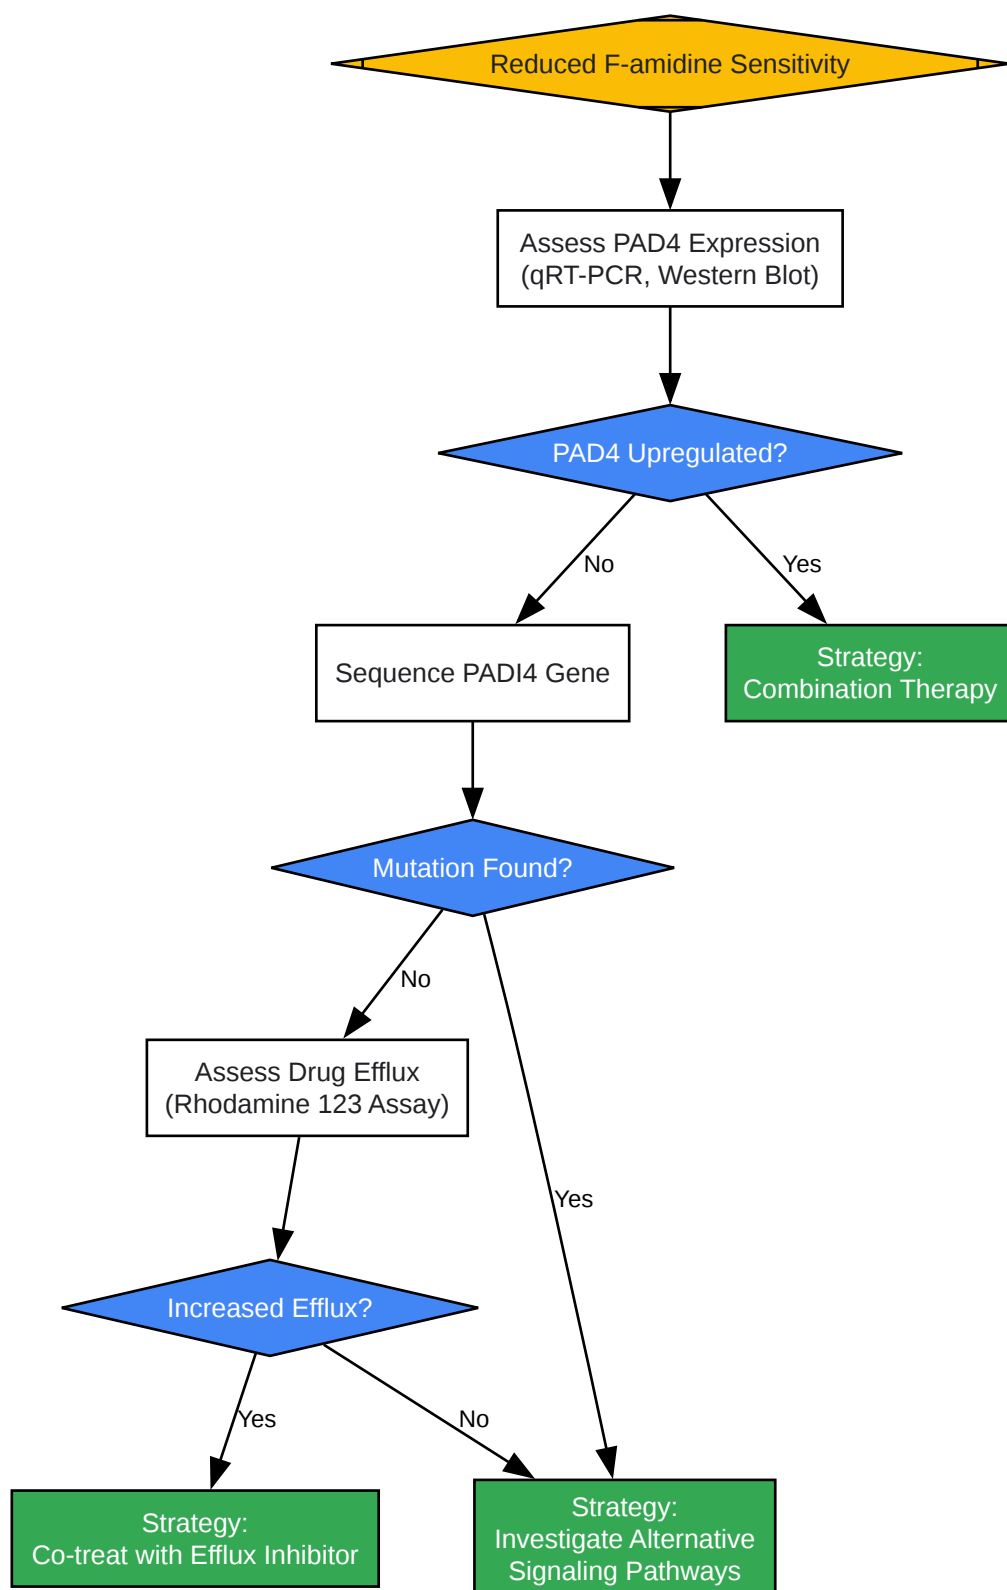 Reduced F-amidine Sensitivity
Assess PAD4 Expression
(qRT-PCR, Western Blot)
PAD4 Upregulated?
No
Yes
Sequence PADI4 Gene
Strategy:
Combination Therapy
Mutation Found?
No
Assess Drug Efflux
(Rhodamine 123 Assay)
Yes
Increased Efflux?
Yes
No
Strategy:
Co-treat with Efflux Inhibitor
Strategy:
Investigate Alternative
Signaling Pathways